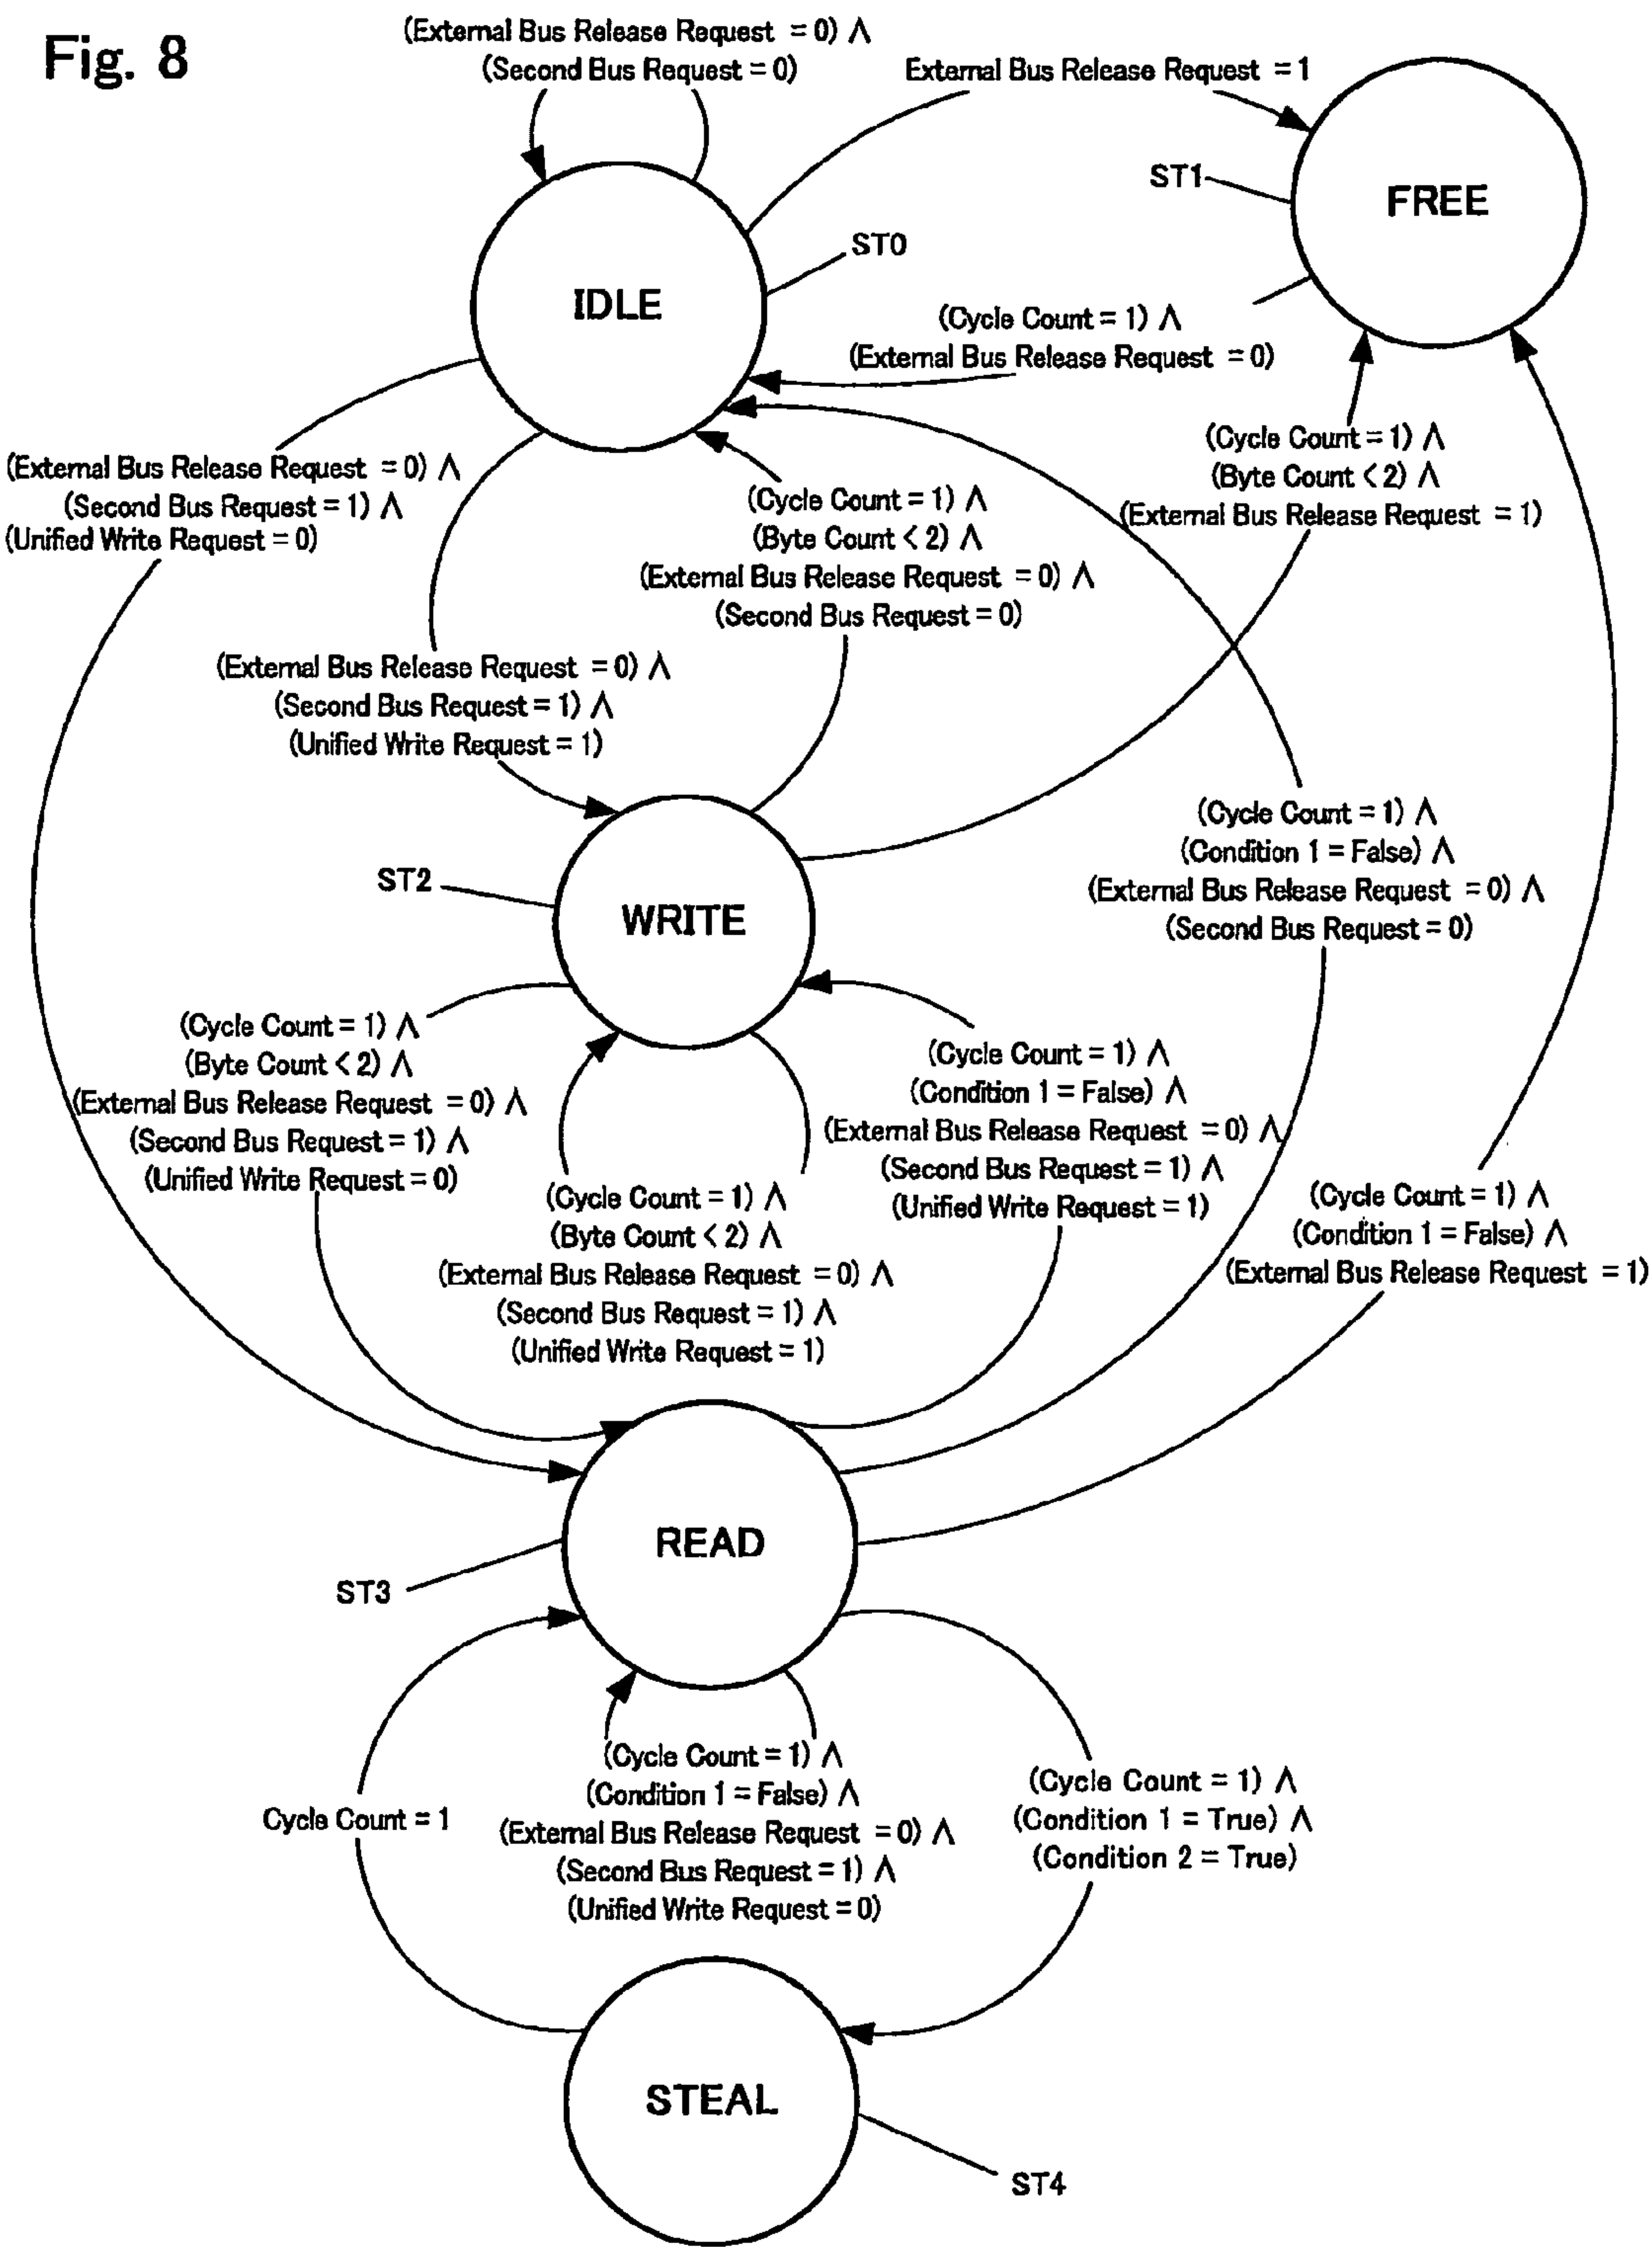 Fig. 8
(External Bus Release Request = 0) ∧
(Second Bus Request = 0)
External Bus Release Request = 1
ST1
FREE
ST0
IDLE
(Cycle Count = 1) ∧
(External Bus Release Request = 0)
(External Bus Release Request = 0) ∧
(Second Bus Request = 1) ∧
(Unified Write Request = 0)
(Cycle Count = 1) ∧
(Byte Count < 2) ∧
(External Bus Release Request = 0) ∧
(Second Bus Request = 0)
(Cycle Count = 1) ∧
(Byte Count < 2) ∧
(External Bus Release Request = 1)
(External Bus Release Request = 0) ∧
(Second Bus Request = 1) ∧
(Unified Write Request = 1)
(Cycle Count = 1) ∧
(Condition 1 = False) ∧
(External Bus Release Request = 0) ∧
(Second Bus Request = 0)
ST2
WRITE
(Cycle Count = 1) ∧
(Byte Count < 2) ∧
(External Bus Release Request = 0) ∧
(Second Bus Request = 1) ∧
(Unified Write Request = 0)
(Cycle Count = 1) ∧
(Condition 1 = False) ∧
(External Bus Release Request = 0) ∧
(Second Bus Request = 1) ∧
(Unified Write Request = 1)
(Cycle Count = 1) ∧
(Byte Count < 2) ∧
(External Bus Release Request = 0) ∧
(Second Bus Request = 1) ∧
(Unified Write Request = 1)
(Cycle Count = 1) ∧
(Condition 1 = False) ∧
(External Bus Release Request = 1)
READ
ST3
Cycle Count = 1
(Cycle Count = 1) ∧
(Condition 1 = False) ∧
(External Bus Release Request = 0) ∧
(Second Bus Request = 1) ∧
(Unified Write Request = 0)
(Cycle Count = 1) ∧
(Condition 1 = True) ∧
(Condition 2 = True)
STEAL
ST4